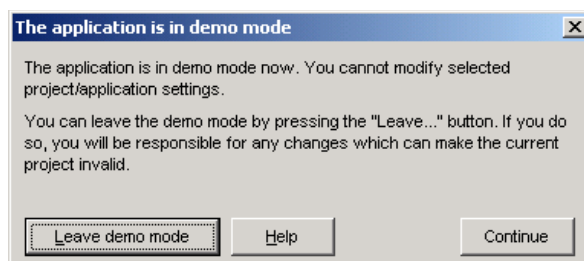 The application is in demo mode
The application is in demo mode now. You cannot modify selected
project/application settings.
You can leave the demo mode by pressing the "Leave..." button. If you do
so, you will be responsible for any changes which can make the current
project invalid.
Leave demo mode Help Continue